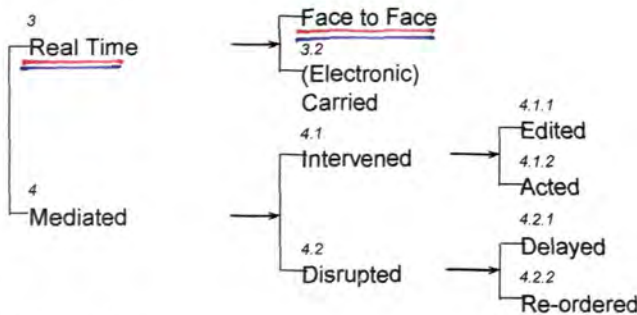 3
Real Time
Face to Face
3.2
(Electronic)
Carried
4.1
Intervened
4.1.1
Edited
4.1.2
Acted
4
Mediated
4.2
Disrupted
4.2.1
Delayed
4.2.2
Re-ordered